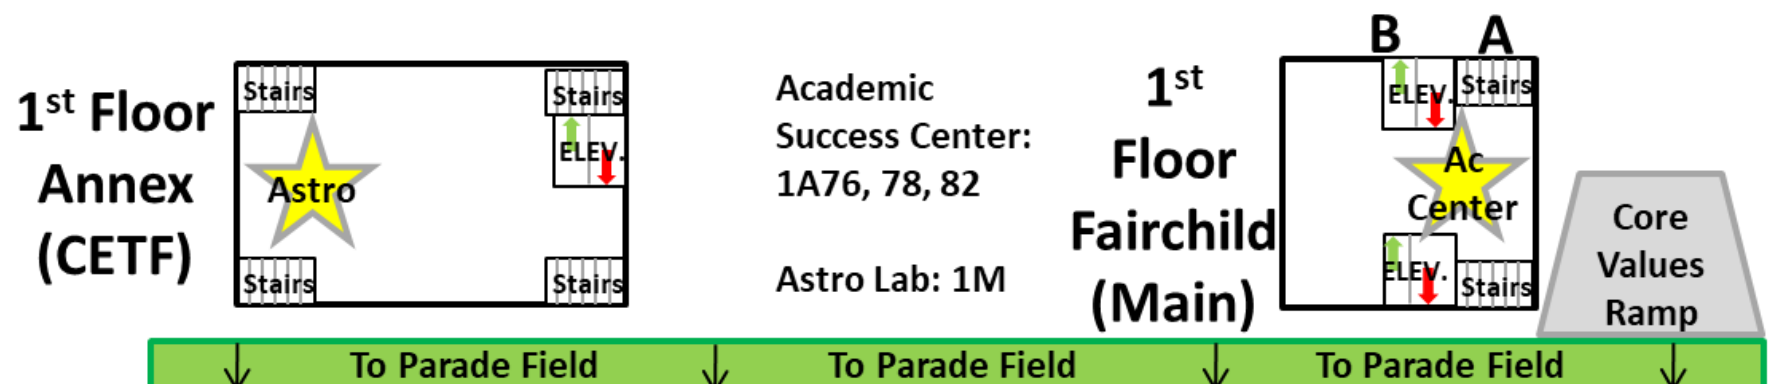 1st Floor
Annex
(CETF)
Stairs
Stairs
ELEV.
Astro
Stairs
Stairs
Academic
Success Center:
1A76, 78, 82
Astro Lab: 1M
1st
Floor
Fairchild
(Main)
B A
ELEV.
Stairs
Ac
Center
ELEV.
Stairs
Core
Values
Ramp
To Parade Field
To Parade Field
To Parade Field